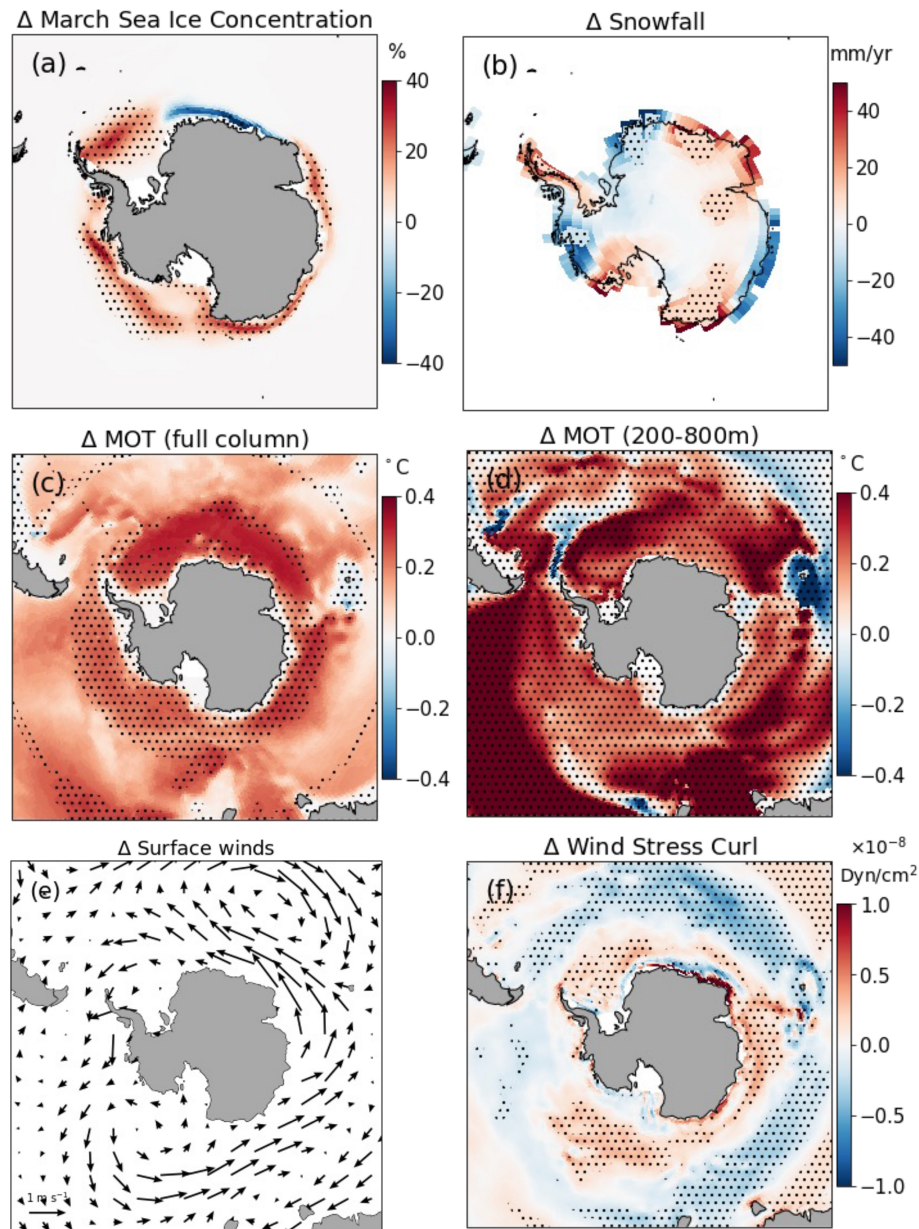 Δ March Sea Ice Concentration
(a)
%
40
20
0
−20
−40
Δ Snowfall
(b)
mm/yr
40
20
0
−20
−40
Δ MOT (full column)
(c)
°C
0.4
0.2
0.0
−0.2
−0.4
Δ MOT (200-800m)
(d)
°C
0.4
0.2
0.0
−0.2
−0.4
Δ Surface winds
(e)
1 m s⁻¹
Δ Wind Stress Curl
(f)
×10⁻⁸
Dyn/cm²
1.0
0.5
0.0
−0.5
−1.0